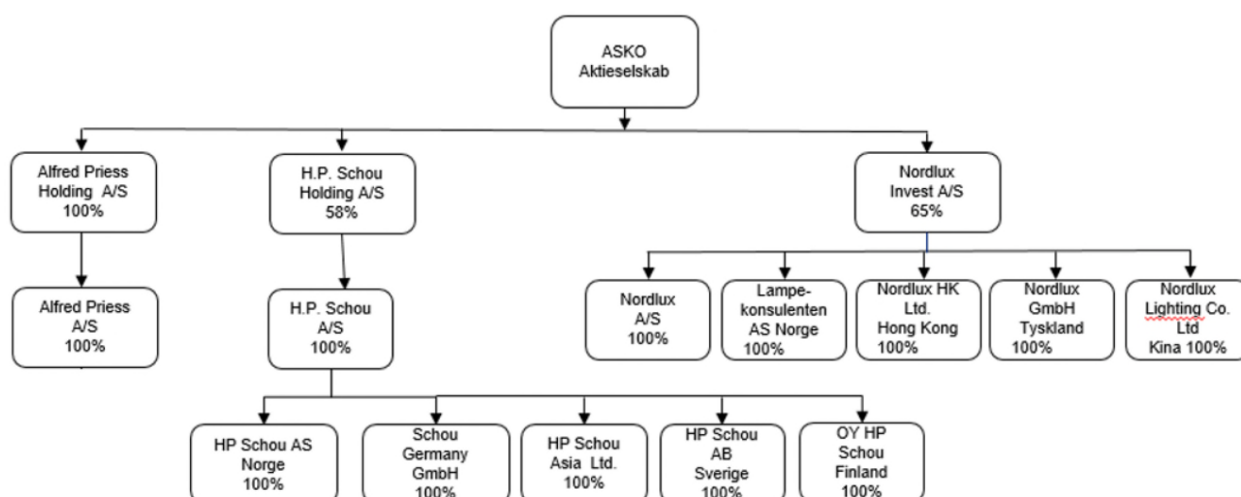 ASKO
Aktieselskab
Alfred Priess
Holding A/S
100%
H.P. Schou
Holding A/S
58%
Nordlux
Invest A/S
65%
Alfred Priess
A/S
100%
H.P. Schou
A/S
100%
Nordlux
A/S
100%
Lampe-
konsulenten
AS Norge
100%
Nordlux HK
Ltd.
Hong Kong
100%
Nordlux
GmbH
Tyskland
100%
Nordlux
Lighting Co.
Ltd
Kina 100%
HP Schou AS
Norge
100%
Schou
Germany
GmbH
100%
HP Schou
Asia Ltd.
100%
HP Schou
AB
Sverige
100%
OY HP
Schou
Finland
100%